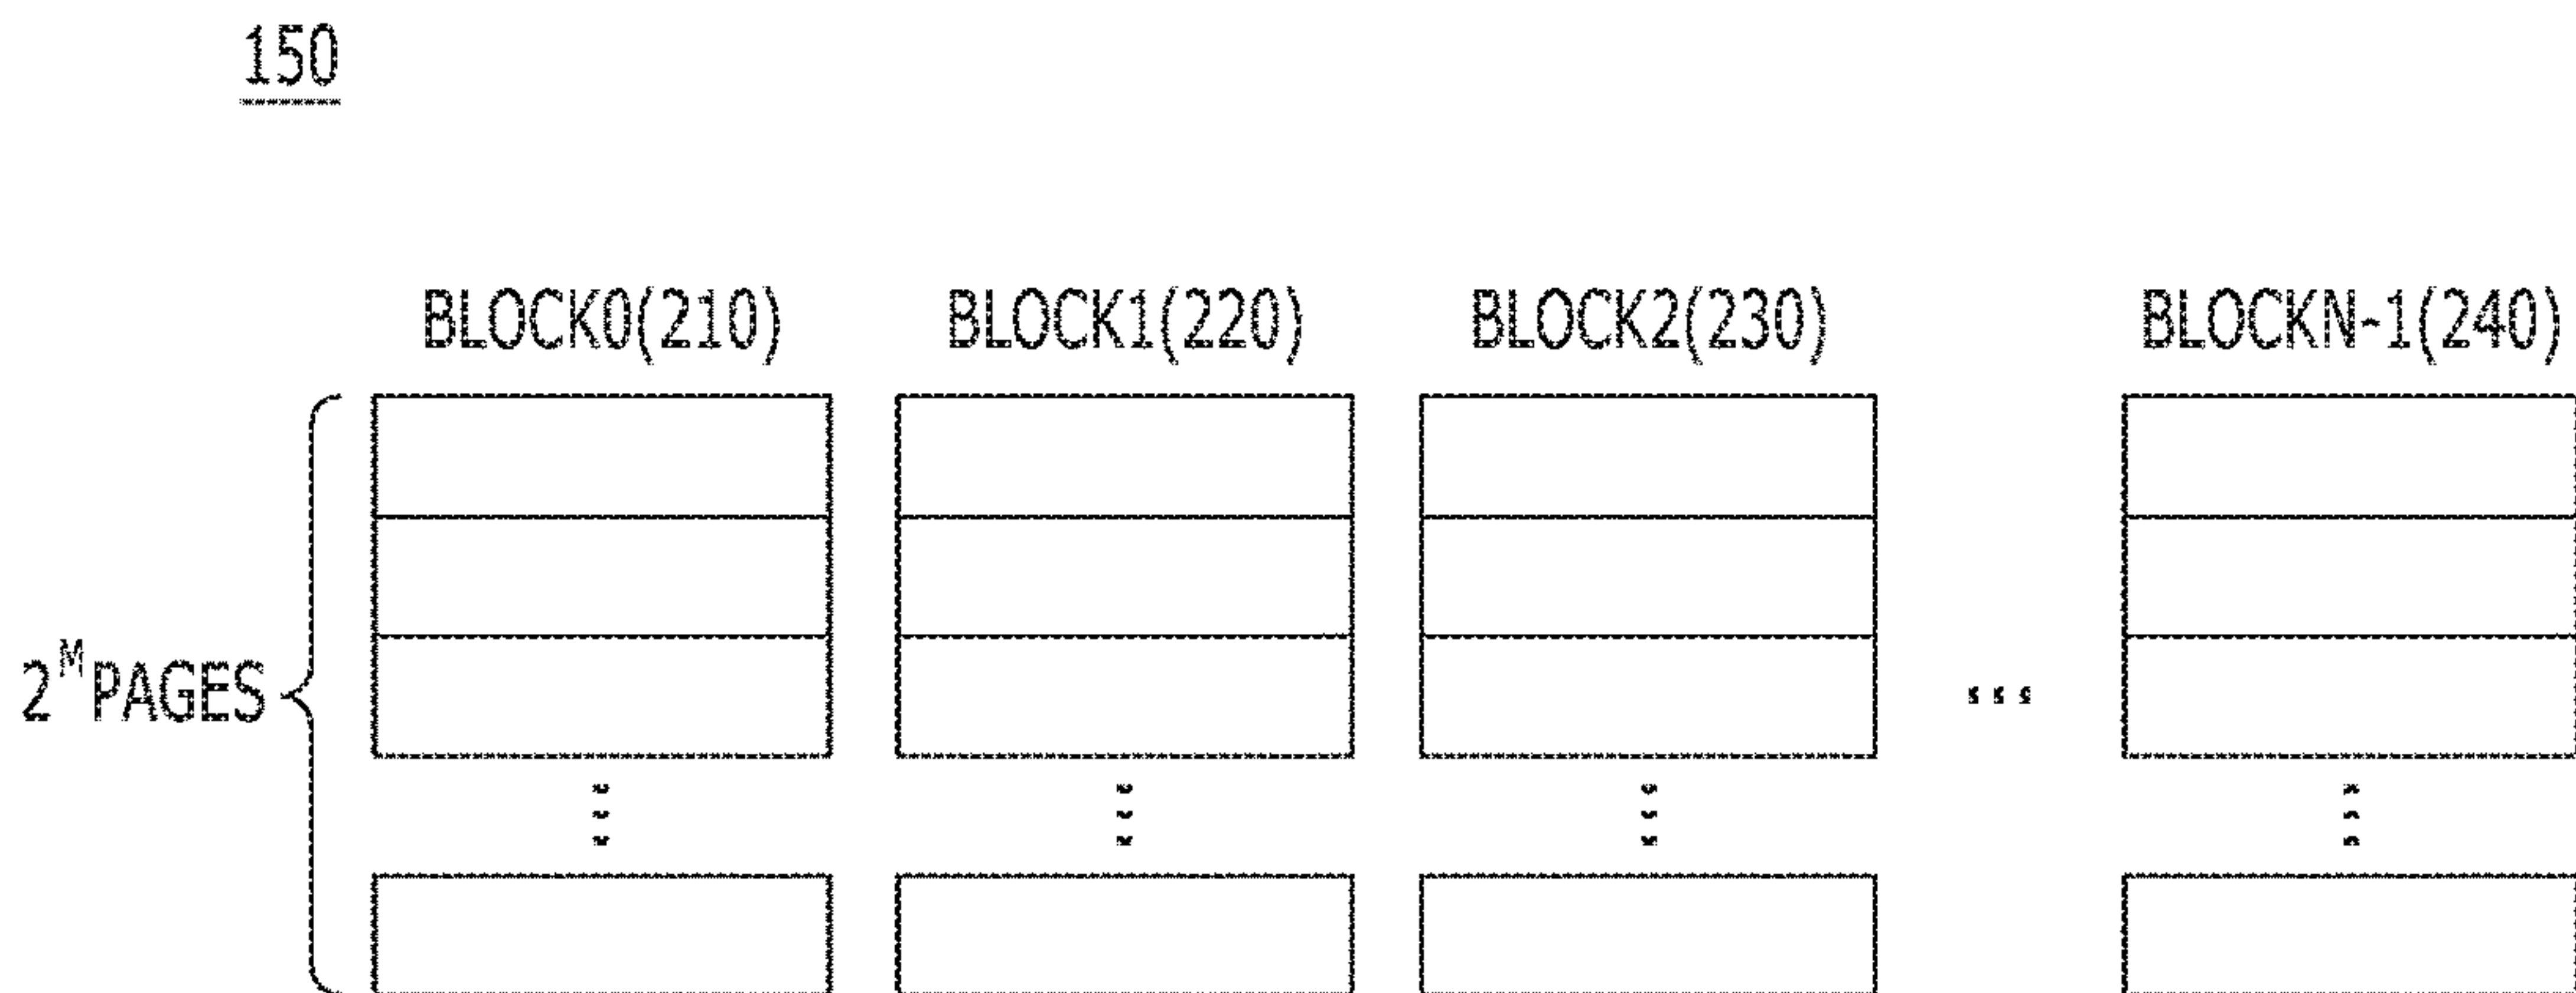 150
BLOCK0(210) BLOCK1(220) BLOCK2(230) BLOCKN-1(240)
2^M PAGES
...